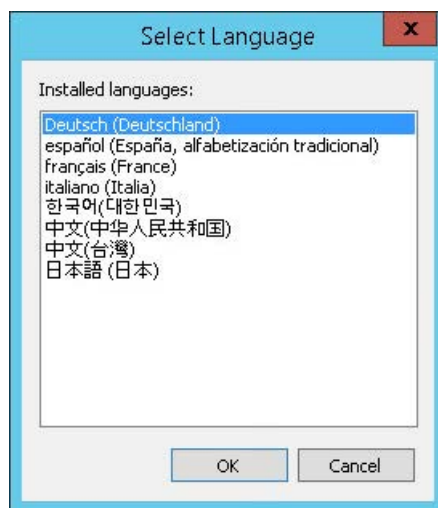 Select Language
x
Installed languages:
Deutsch (Deutschland)
español (España, alfabetización tradicional)
français (France)
italiano (Italia)
한국어(대한민국)
中文(中华人民共和国)
中文(台灣)
日本語 (日本)
OK Cancel